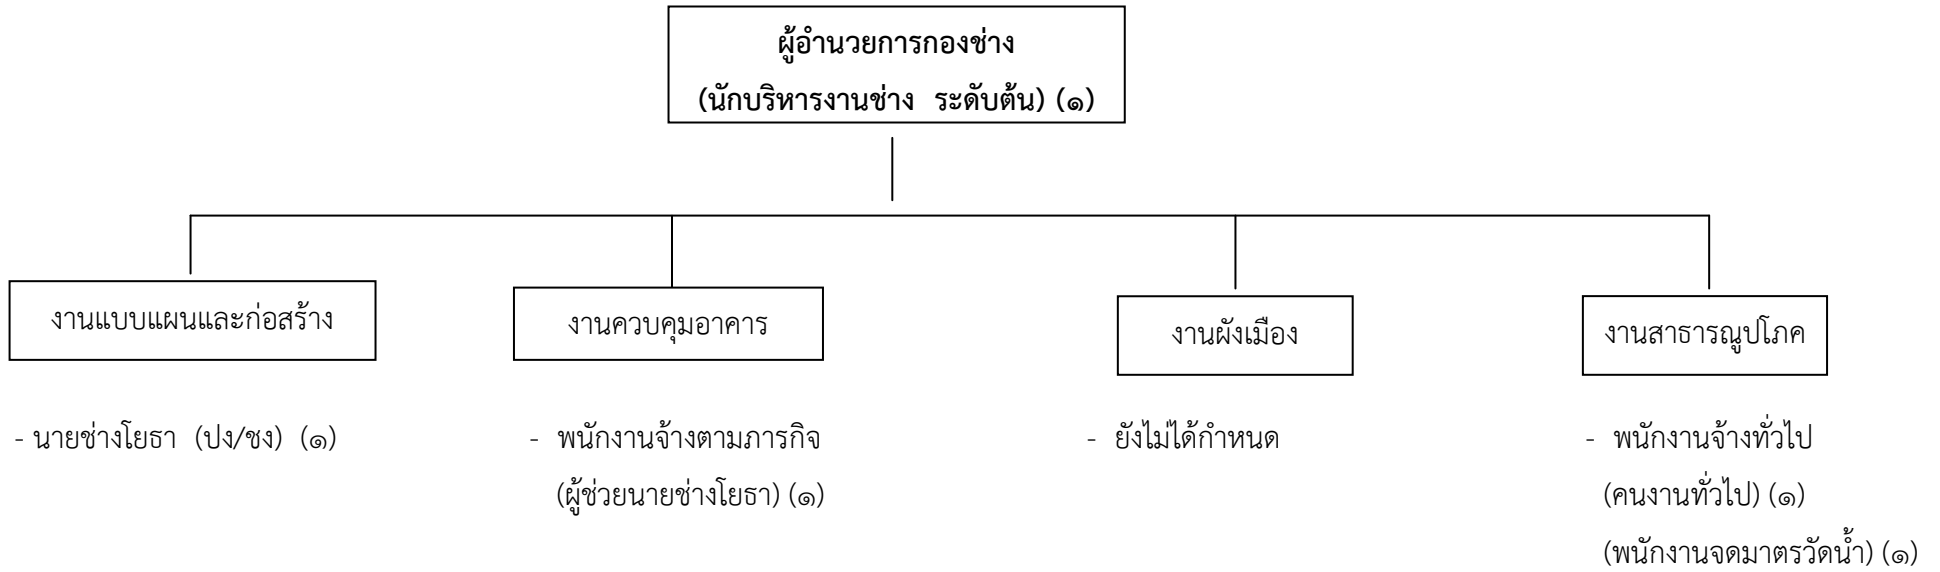 ผู้อำนวยการกองช่าง
(นักบริหารงานช่าง ระดับต้น) (๑)
งานแบบแผนและก่อสร้าง
- นายช่างโยธา (ปง/ชง) (๑)
งานควบคุมอาคาร
- พนักงานจ้างตามภารกิจ
(ผู้ช่วยนายช่างโยธา) (๑)
งานผังเมือง
- ยังไม่ได้กำหนด
งานสาธารณูปโภค
- พนักงานจ้างทั่วไป
(คนงานทั่วไป) (๑)
(พนักงานจดมาตรวัดน้ำ) (๑)